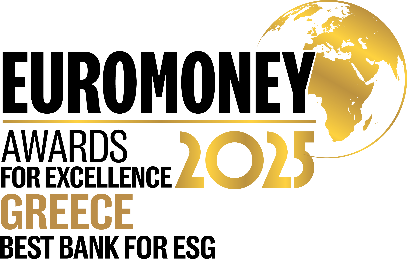 EUROMONEY
AWARDS
FOR EXCELLENCE 2025
GREECE
BEST BANK FOR ESG